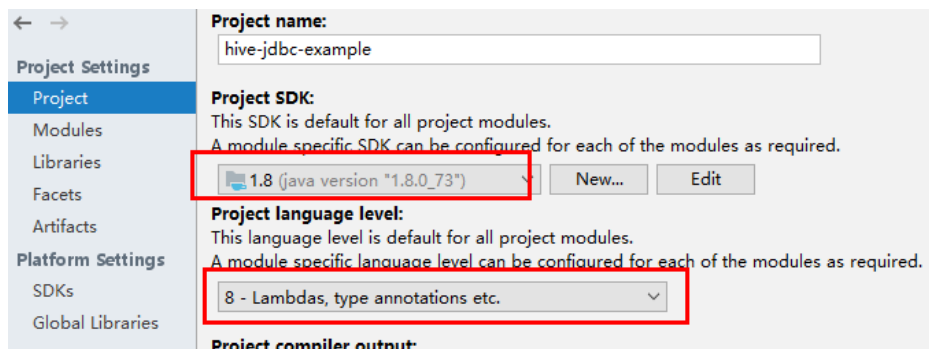 Project name:
hive-jdbc-example
Project Settings
Project
Modules
Libraries
Facets
Artifacts
Platform Settings
SDKs
Global Libraries
Project SDK:
This SDK is default for all project modules.
A module specific SDK can be configured for each of the modules as required.
1.8 (java version "1.8.0_73")
New...
Edit
Project language level:
This language level is default for all project modules.
A module specific language level can be configured for each of the modules as required.
8 - Lambdas, type annotations etc.
Project compiler output: